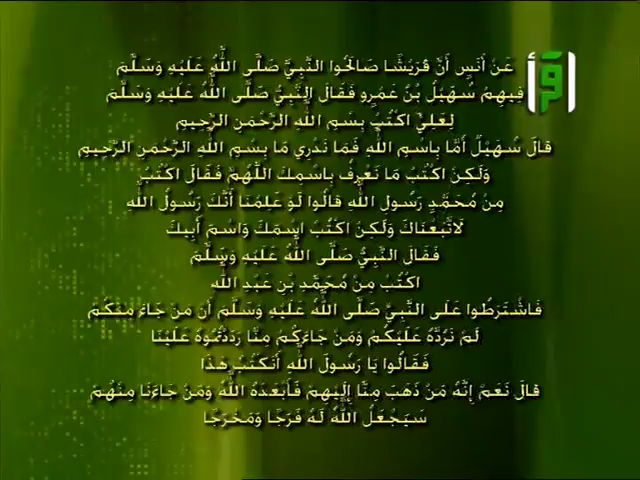 عَنْ أَنَسٍ أَنَّ قُرَيْشًا صَالَحُوا النَّبِيَّ صَلَّى اللَّهُ عَلَيْهِ وَسَلَّمَ
فِيهِمْ سُهَيْلُ بْنُ عَمْرٍو فَقَالَ النَّبِيُّ صَلَّى اللَّهُ عَلَيْهِ وَسَلَّمَ
لِعَلِيٍّ اكْتُبْ بِسْمِ اللَّهِ الرَّحْمَنِ الرَّحِيمِ
قَالَ سُهَيْلٌ أَمَّا بِاسْمِ اللَّهِ فَمَا نَدْرِي مَا بِسْمِ اللَّهِ الرَّحْمَنِ الرَّحِيمِ
وَلَكِنْ اكْتُبْ مَا نَعْرِفُ بِاسْمِكَ اللَّهُمَّ فَقَالَ اكْتُبْ
مِنْ مُحَمَّدٍ رَسُولِ اللَّهِ قَالُوا لَوْ عَلِمْنَا أَنَّكَ رَسُولُ اللَّهِ
لَاتَّبَعْنَاكَ وَلَكِنْ اكْتُبْ اسْمَكَ وَاسْمَ أَبِيكَ
فَقَالَ النَّبِيُّ صَلَّى اللَّهُ عَلَيْهِ وَسَلَّمَ
اكْتُبْ مِنْ مُحَمَّدِ بْنِ عَبْدِ اللَّهِ
فَاشْتَرَطُوا عَلَى النَّبِيِّ صَلَّى اللَّهُ عَلَيْهِ وَسَلَّمَ أَنَّ مَنْ جَاءَ مِنْكُمْ
لَمْ نَرُدَّهُ عَلَيْكُمْ وَمَنْ جَاءَكُمْ مِنَّا رَدَدْتُمُوهُ عَلَيْنَا
فَقَالُوا يَا رَسُولَ اللَّهِ أَنَكْتُبُ هَذَا
قَالَ نَعَمْ إِنَّهُ مَنْ ذَهَبَ مِنَّا إِلَيْهِمْ فَأَبْعَدَهُ اللَّهُ وَمَنْ جَاءَنَا مِنْهُمْ
سَيَجْعَلُ اللَّهُ لَهُ فَرَجًا وَمَخْرَجًا
اقرأ